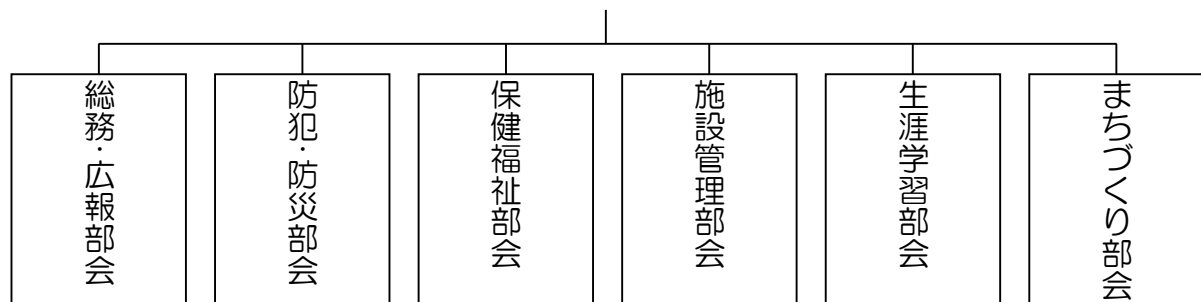 総務・広報部会
防犯・防災部会
保健福祉部会
施設管理部会
生涯学習部会
まちづくり部会